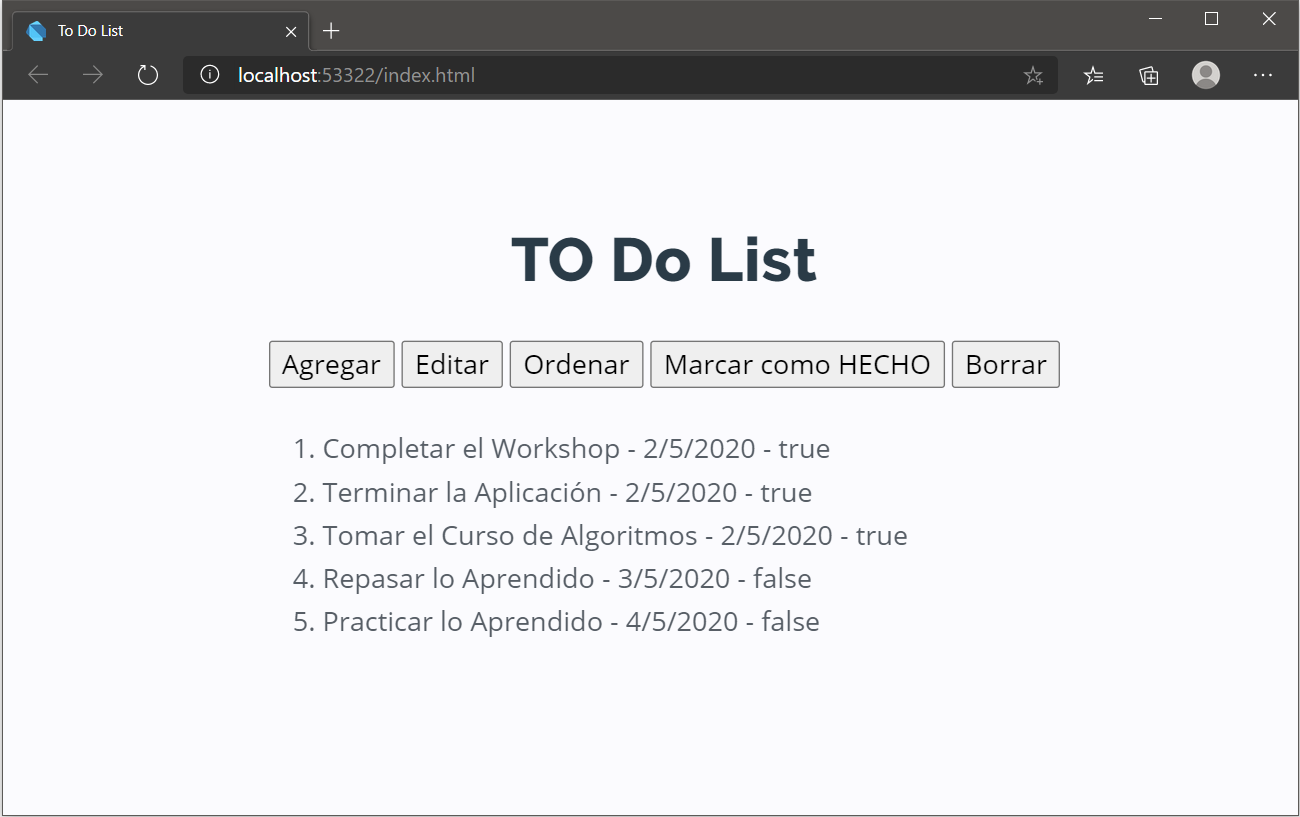 To Do List
localhost:53322/index.html
TO Do List
Agregar Editar Ordenar Marcar como HECHO Borrar
1. Completar el Workshop - 2/5/2020 - true
2. Terminar la Aplicación - 2/5/2020 - true
3. Tomar el Curso de Algoritmos - 2/5/2020 - true
4. Repasar lo Aprendido - 3/5/2020 - false
5. Practicar lo Aprendido - 4/5/2020 - false